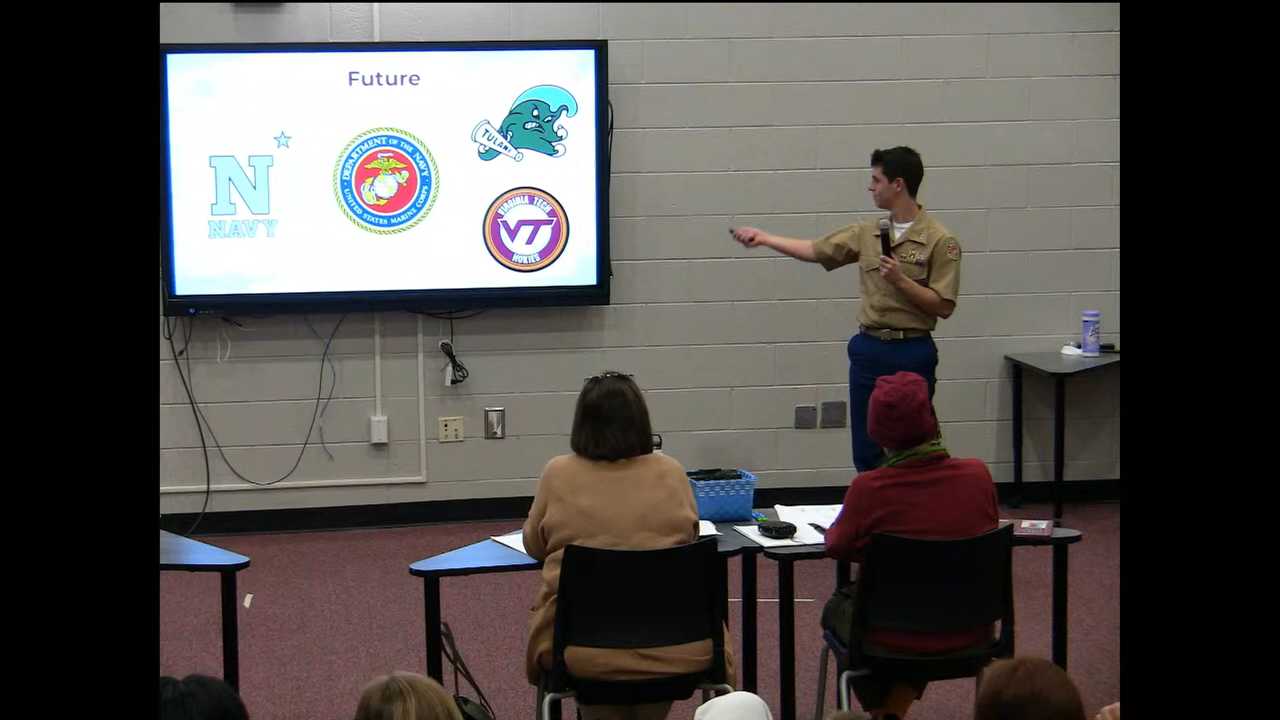 Future
N
NAVY
DEPARTMENT OF THE NAVY
UNITED STATES MARINE CORPS
TULANE
VIRGINIA TECH
VT
HOKIES